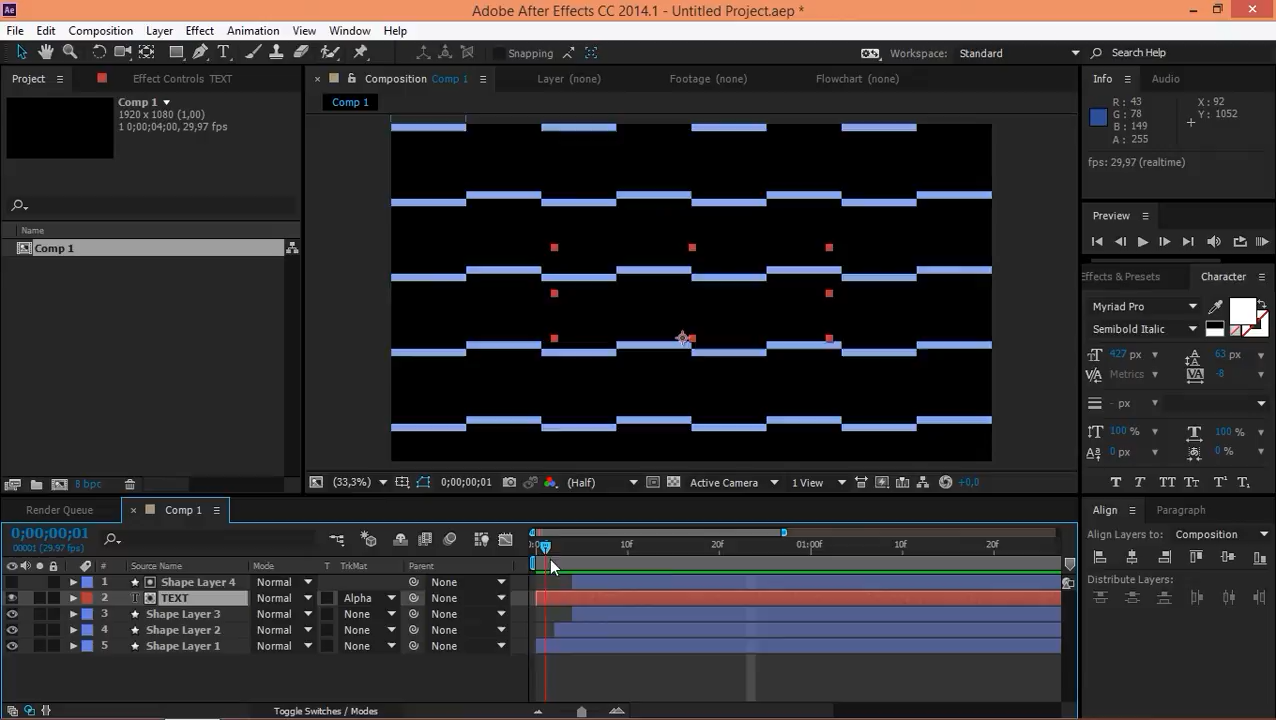 Ae Adobe After Effects CC 2014.1 - Untitled Project.aep *
File Edit Composition Layer Effect Animation View Window Help
T Snapping Workspace: Standard Search Help
Project Effect Controls TEXT Composition Comp 1 Layer (none) Footage (none) Flowchart (none) Info Audio
Comp 1
1920 x 1080 (1,00)
1 0;00;04;00, 29,97 fps
Comp 1
R : 43 X : 92
G : 78 Y : 1052
B : 149
A : 255
fps: 29,97 (realtime)
Preview
Name
Comp 1
Effects & Presets Character
Myriad Pro
Semibold Italic
427 px 63 px
Metrics -8
- px
100 % 100 %
0 px 0 %
T T TT Tt T¹ T₁
8 bpc (33,3%) 0;00;00;01 (Half) Active Camera 1 View +0,0
Render Queue Comp 1 Align Paragraph
0;00;00;01
00001 (29.97 fps)
Align Layers to: Composition
10f 20f 01:00f 10f 20f
# Source Name Mode T TrkMat Parent
1 Shape Layer 4 Normal None
2 T TEXT Normal Alpha None
3 Shape Layer 3 Normal None None
4 Shape Layer 2 Normal None None
5 Shape Layer 1 Normal None None
Distribute Layers:
Toggle Switches / Modes